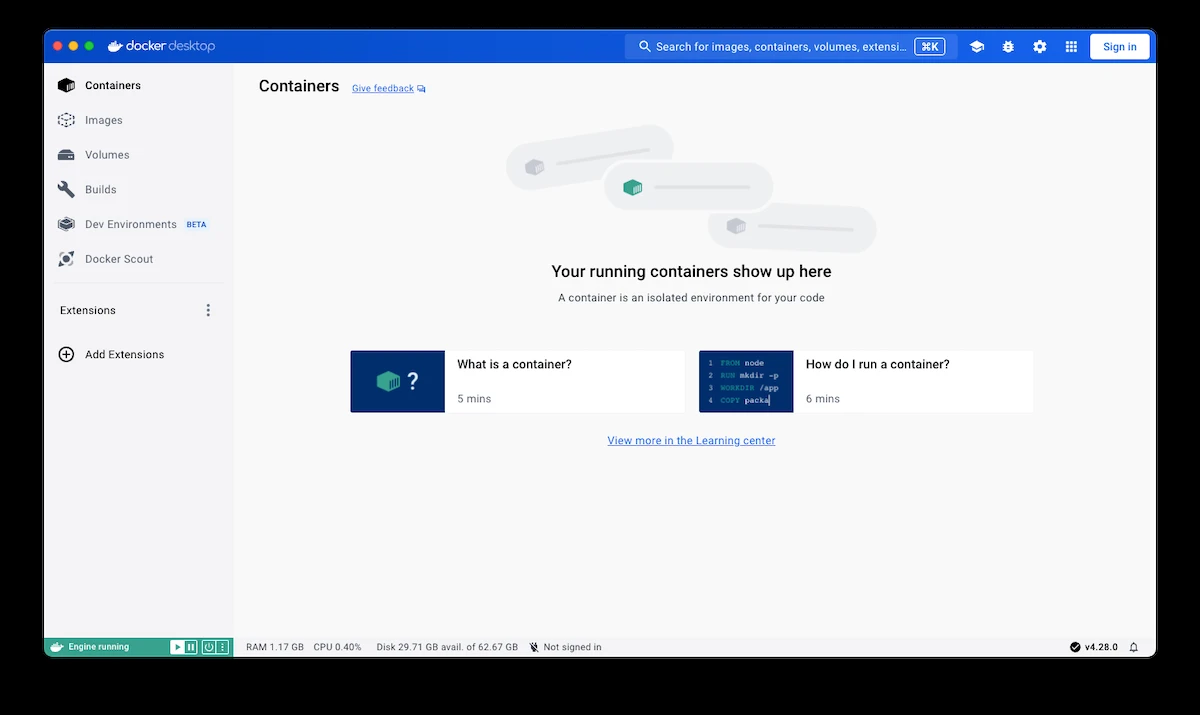 docker desktop
Search for images, containers, volumes, extensi...
⌘K
Sign in
Containers
Images
Volumes
Builds
Dev Environments BETA
Docker Scout
Extensions
Add Extensions
Containers
Give feedback
Your running containers show up here
A container is an isolated environment for your code
?
What is a container?
5 mins
1 FROM node
2 RUN mkdir -p
3 WORKDIR /app
4 COPY packa
How do I run a container?
6 mins
View more in the Learning center
Engine running
RAM 1.17 GB CPU 0.40% Disk 29.71 GB avail. of 62.67 GB Not signed in
v4.28.0